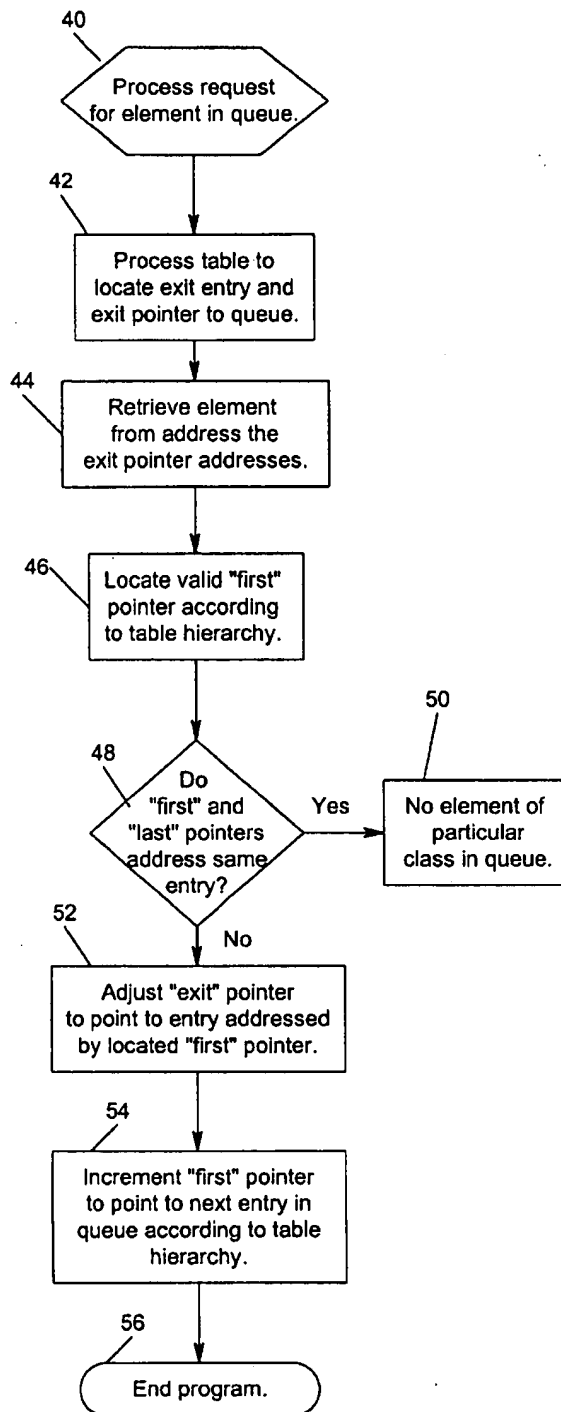 40
Process request
for element in queue.
42
Process table to
locate exit entry and
exit pointer to queue.
44
Retrieve element
from address the
exit pointer addresses.
46
Locate valid "first"
pointer according
to table hierarchy.
48
Do
"first" and
"last" pointers
address same
entry?
Yes
50
No element of
particular
class in queue.
No
52
Adjust "exit" pointer
to point to entry addressed
by located "first" pointer.
54
Increment "first" pointer
to point to next entry in
queue according to table
hierarchy.
56
End program.